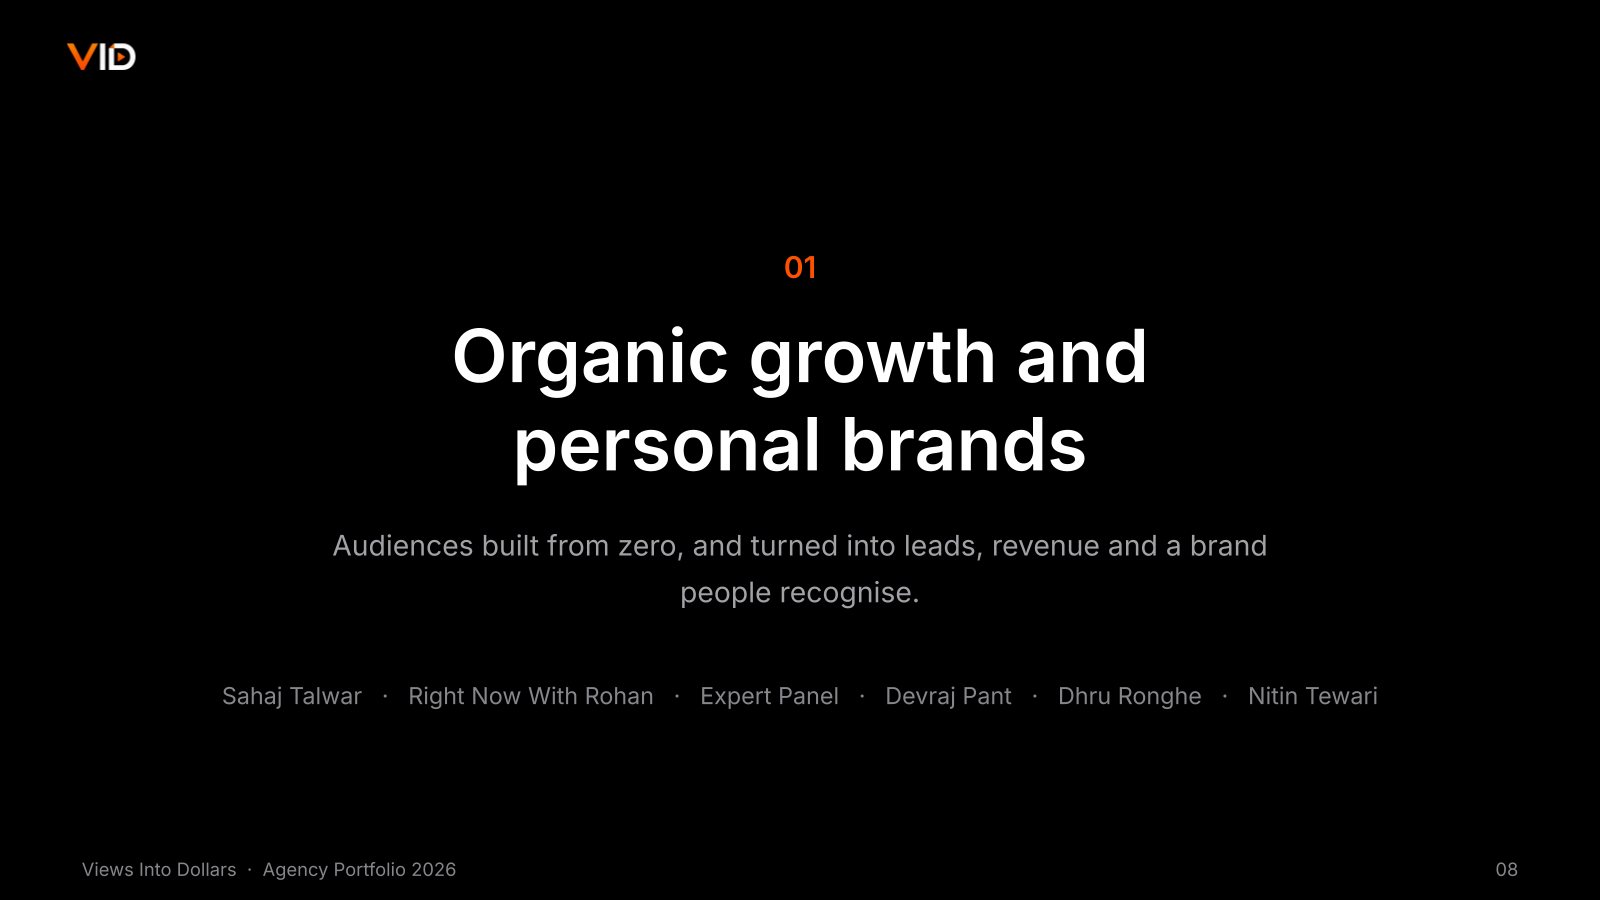 VID
01
Organic growth and
personal brands
Audiences built from zero, and turned into leads, revenue and a brand
people recognise.
Sahaj Talwar · Right Now With Rohan · Expert Panel · Devraj Pant · Dhru Ronghe · Nitin Tewari
Views Into Dollars · Agency Portfolio 2026
08